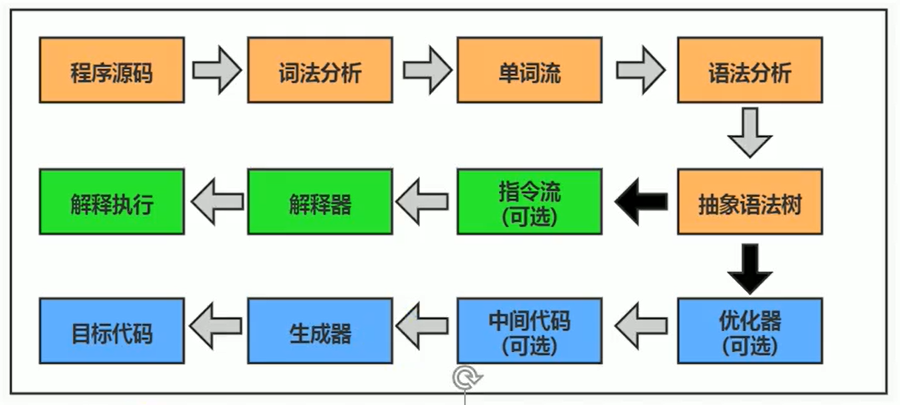 程序源码
词法分析
单词流
语法分析
解释执行
解释器
指令流
(可选)
抽象语法树
目标代码
生成器
中间代码
(可选)
优化器
(可选)